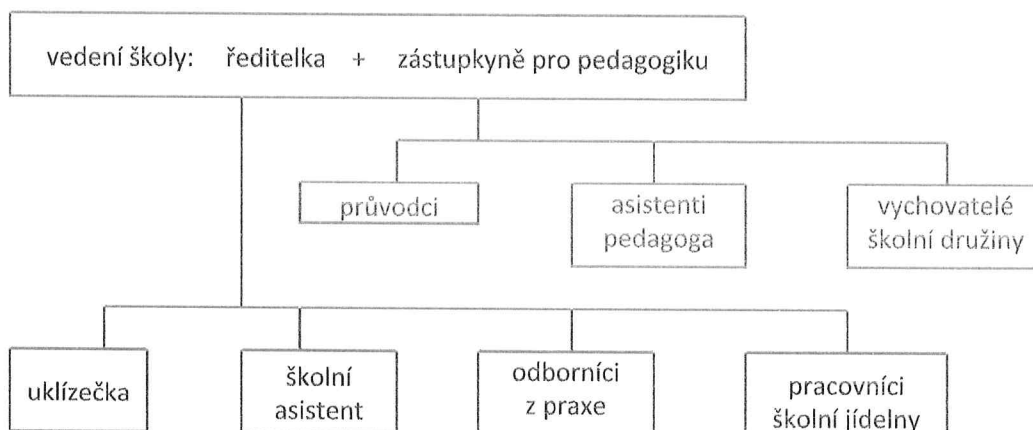 vedení školy: ředitelka + zástupkyně pro pedagogiku
průvodci
asistenti
pedagoga
vychovatelé
školní družiny
uklízečka
školní
asistent
odborníci
z praxe
pracovníci
školní jídelny